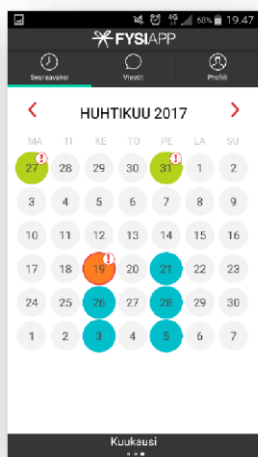 4G 68% 19.47
FYSIAPP
Seuraavaksi Viestit Profiili
HUHTIKUU 2017
MA TI KE TO PE LA SU
27 28 29 30 31 1 2
3 4 5 6 7 8 9
10 11 12 13 14 15 16
17 18 19 20 21 22 23
24 25 26 27 28 29 30
1 2 3 4 5 6 7
Kuukausi